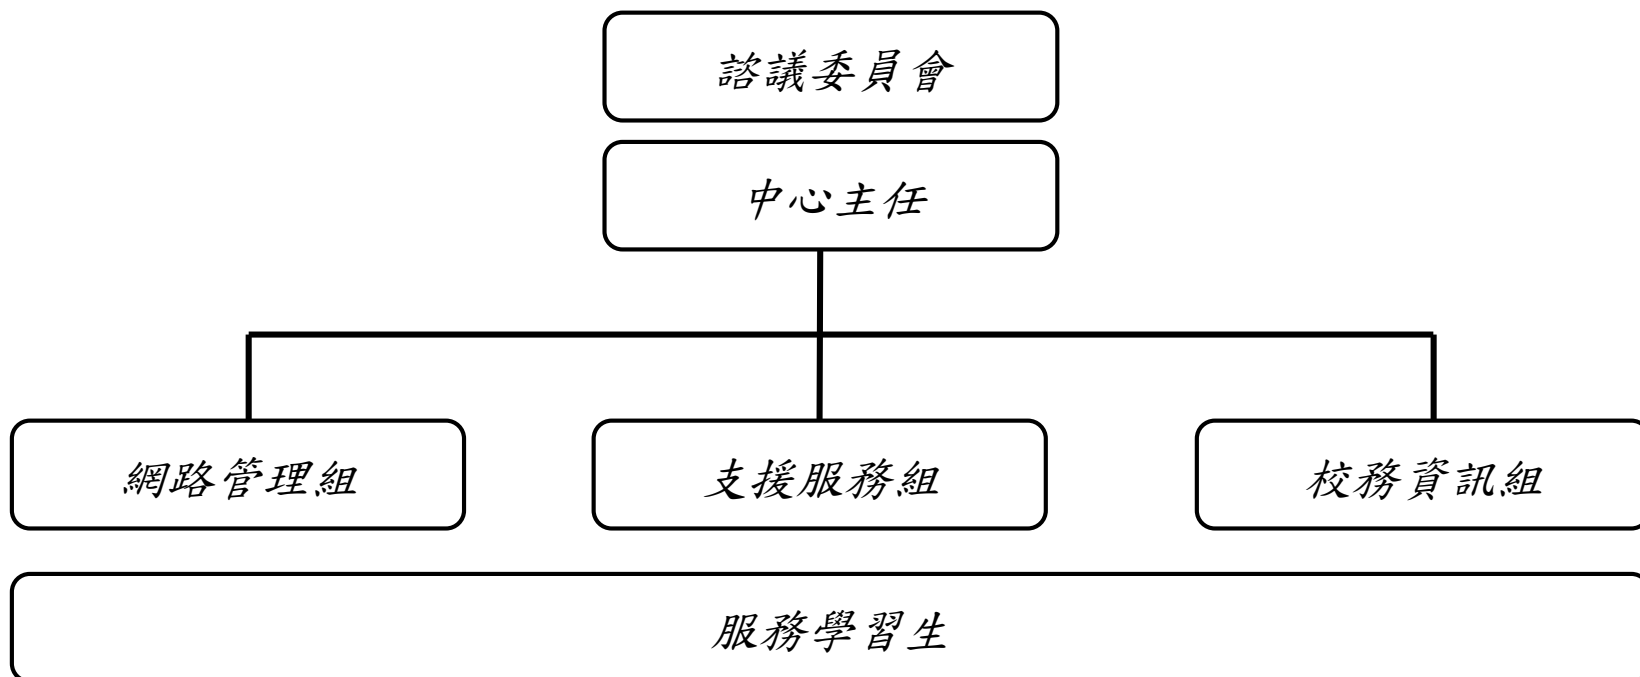 諮議委員會
中心主任
網路管理組
支援服務組
校務資訊組
服務學習生